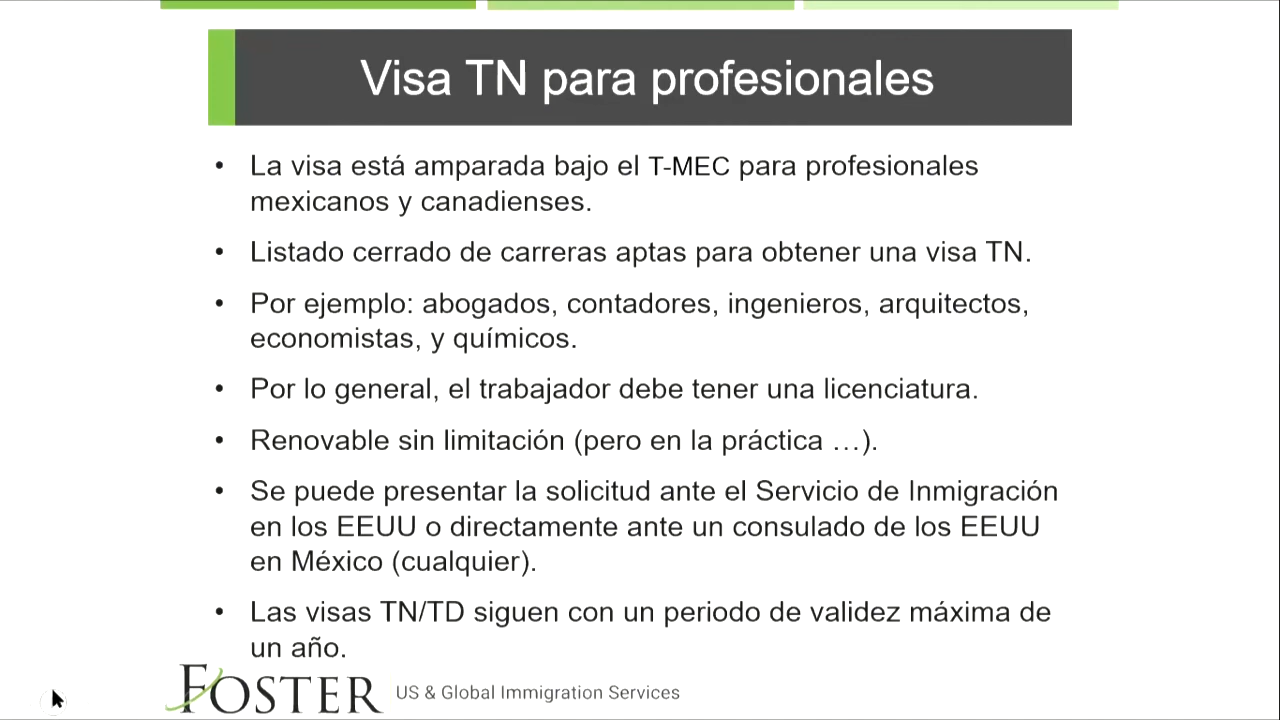 Visa TN para profesionales
• La visa está amparada bajo el T-MEC para profesionales
mexicanos y canadienses.
• Listado cerrado de carreras aptas para obtener una visa TN.
• Por ejemplo: abogados, contadores, ingenieros, arquitectos,
economistas, y químicos.
• Por lo general, el trabajador debe tener una licenciatura.
• Renovable sin limitación (pero en la práctica …).
• Se puede presentar la solicitud ante el Servicio de Inmigración
en los EEUU o directamente ante un consulado de los EEUU
en México (cualquier).
• Las visas TN/TD siguen con un periodo de validez máxima de
un año.
FOSTER US & Global Immigration Services